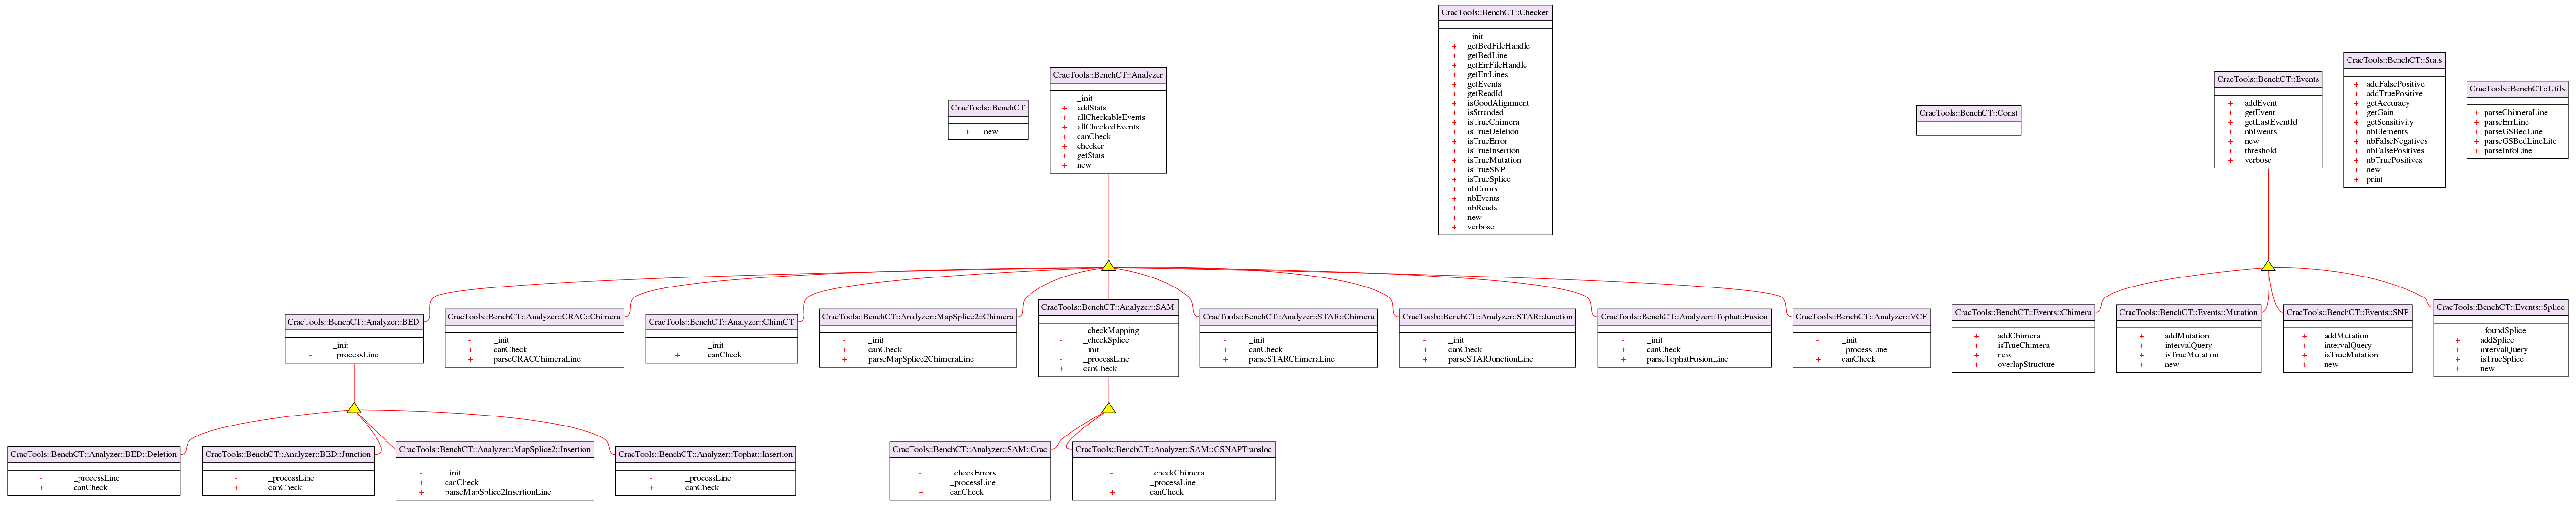 CracTools::BenchCT
+ new
CracTools::BenchCT::Analyzer
- _init
+ addStats
+ allCheckableEvents
+ allCheckedEvents
+ canCheck
+ checker
+ getStats
+ new
CracTools::BenchCT::Checker
- _init
+ getBedFileHandle
+ getBedLine
+ getErrFileHandle
+ getErrLines
+ getEvents
+ getReadId
+ isGoodAlignment
+ isStranded
+ isTrueChimera
+ isTrueDeletion
+ isTrueError
+ isTrueInsertion
+ isTrueMutation
+ isTrueSNP
+ isTrueSplice
+ nbErrors
+ nbEvents
+ nbReads
+ new
+ verbose
CracTools::BenchCT::Const
CracTools::BenchCT::Events
+ addEvent
+ getEvent
+ getLastEventId
+ nbEvents
+ new
+ threshold
+ verbose
CracTools::BenchCT::Stats
+ addFalsePositive
+ addTruePositive
+ getAccuracy
+ getGain
+ getSensitivity
+ nbElements
+ nbFalseNegatives
+ nbFalsePositives
+ nbTruePositives
+ new
+ print
CracTools::BenchCT::Utils
+ parseChimeraLine
+ parseErrLine
+ parseGSBedLine
+ parseGSBedLineLite
+ parseInfoLine
CracTools::BenchCT::Analyzer::BED
- _init
- _processLine
CracTools::BenchCT::Analyzer::CRAC::Chimera
- _init
+ canCheck
+ parseCRACChimeraLine
CracTools::BenchCT::Analyzer::ChimCT
- _init
+ canCheck
CracTools::BenchCT::Analyzer::MapSplice2::Chimera
- _init
+ canCheck
+ parseMapSplice2ChimeraLine
CracTools::BenchCT::Analyzer::SAM
- _checkMapping
- _checkSplice
- _init
- _processLine
+ canCheck
CracTools::BenchCT::Analyzer::STAR::Chimera
- _init
+ canCheck
+ parseSTARChimeraLine
CracTools::BenchCT::Analyzer::STAR::Junction
- _init
+ canCheck
+ parseSTARJunctionLine
CracTools::BenchCT::Analyzer::Tophat::Fusion
- _init
+ canCheck
+ parseTophatFusionLine
CracTools::BenchCT::Analyzer::VCF
- _init
- _processLine
+ canCheck
CracTools::BenchCT::Events::Chimera
+ addChimera
+ isTrueChimera
+ new
+ overlapStructure
CracTools::BenchCT::Events::Mutation
+ addMutation
+ intervalQuery
+ isTrueMutation
+ new
CracTools::BenchCT::Events::SNP
+ addMutation
+ intervalQuery
+ isTrueMutation
+ new
CracTools::BenchCT::Events::Splice
- _foundSplice
+ addSplice
+ intervalQuery
+ isTrueSplice
+ new
CracTools::BenchCT::Analyzer::BED::Deletion
- _processLine
+ canCheck
CracTools::BenchCT::Analyzer::BED::Junction
- _processLine
+ canCheck
CracTools::BenchCT::Analyzer::MapSplice2::Insertion
- _init
+ canCheck
+ parseMapSplice2InsertionLine
CracTools::BenchCT::Analyzer::Tophat::Insertion
- _processLine
+ canCheck
CracTools::BenchCT::Analyzer::SAM::Crac
- _checkErrors
- _processLine
+ canCheck
CracTools::BenchCT::Analyzer::SAM::GSNAPTransloc
- _checkChimera
- _processLine
+ canCheck